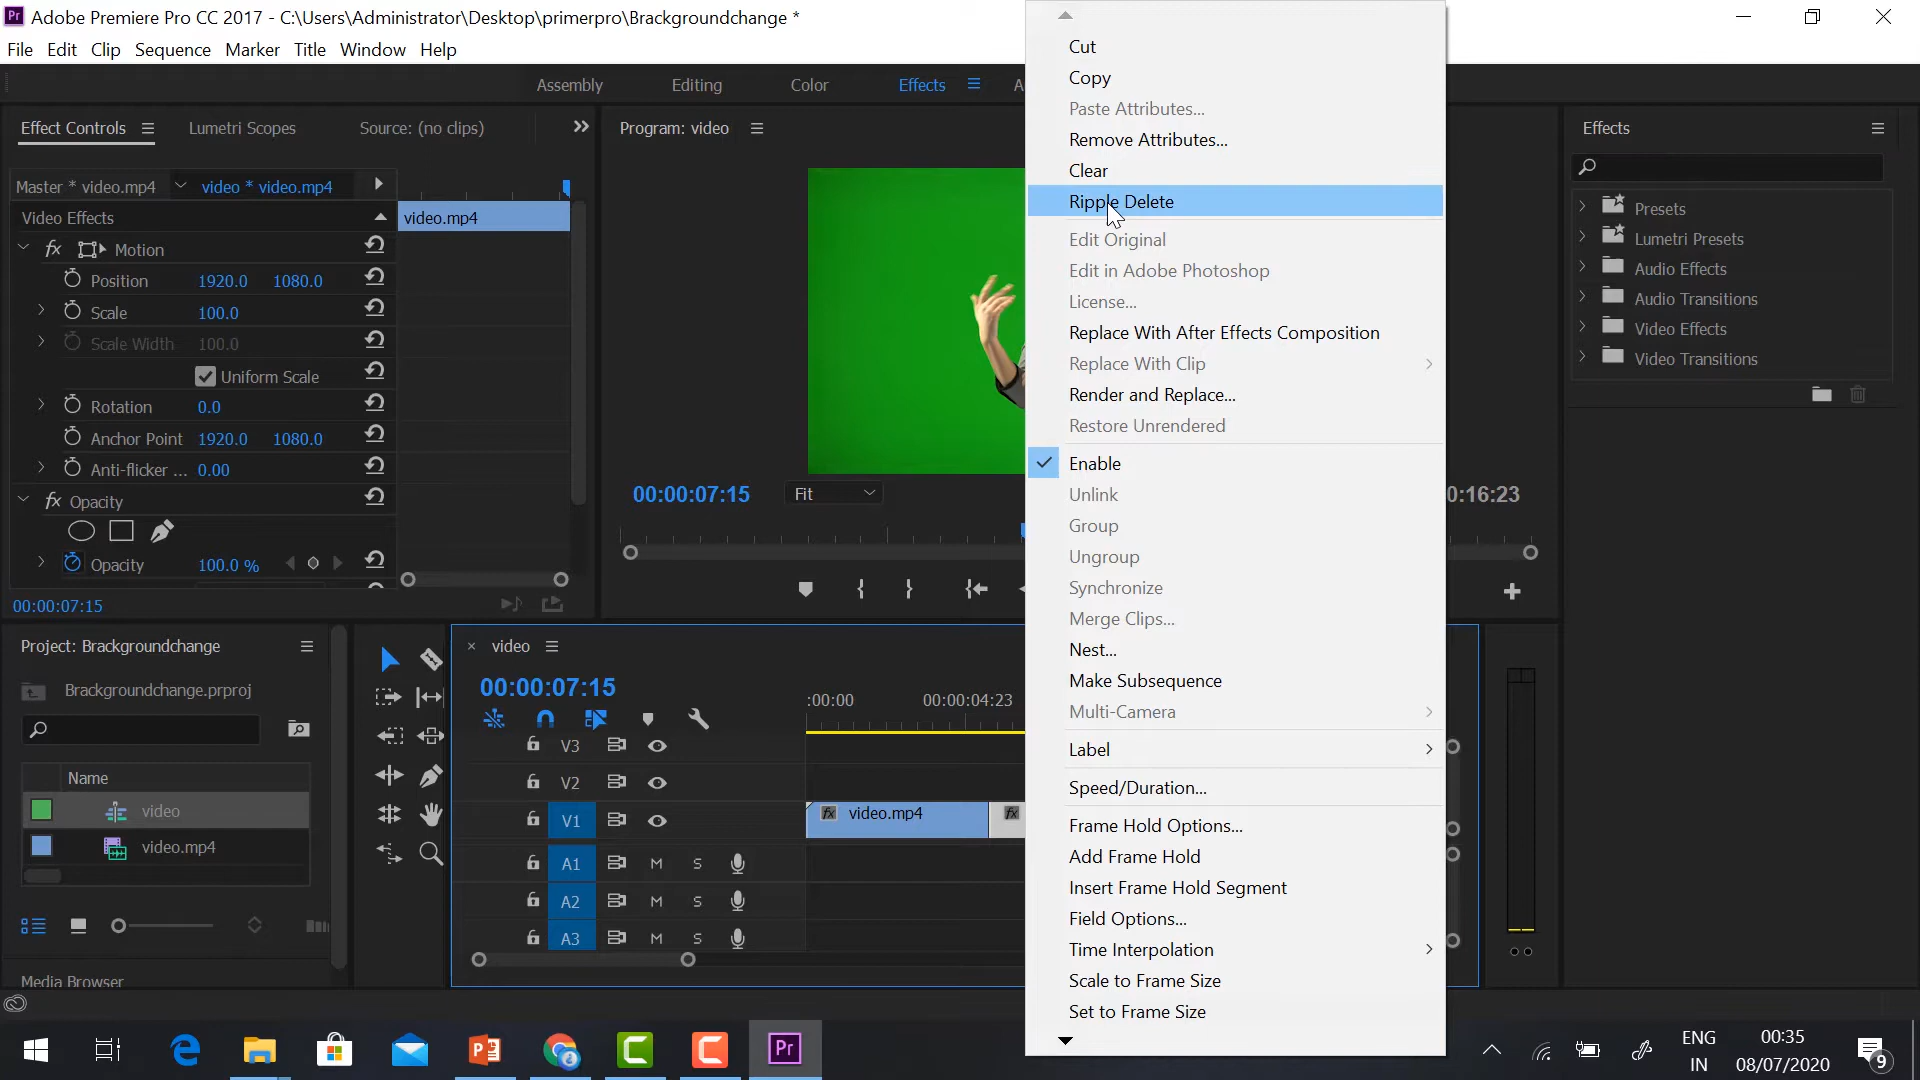 Adobe Premiere Pro CC 2017 - C:\Users\Administrator\Desktop\primerpro\Brackgroundchange *
File Edit Clip Sequence Marker Title Window Help
Assembly Editing Color Effects A
Effect Controls Lumetri Scopes Source: (no clips)
Master * video.mp4 video * video.mp4
Video Effects
video.mp4
fx Motion
Position 1920.0 1080.0
Scale 100.0
Scale Width 100.0
Uniform Scale
Rotation 0.0
Anchor Point 1920.0 1080.0
Anti-flicker ... 0.00
fx Opacity
Opacity 100.0 %
00:00:07:15
Program: video
00:00:07:15 Fit
0:16:23
Cut
Copy
Paste Attributes...
Remove Attributes...
Clear
Ripple Delete
Edit Original
Edit in Adobe Photoshop
License...
Replace With After Effects Composition
Replace With Clip
Render and Replace...
Restore Unrendered
Enable
Unlink
Group
Ungroup
Synchronize
Merge Clips...
Nest...
Make Subsequence
Multi-Camera
Label
Speed/Duration...
Frame Hold Options...
Add Frame Hold
Insert Frame Hold Segment
Field Options...
Time Interpolation
Scale to Frame Size
Set to Frame Size
Effects
Presets
Lumetri Presets
Audio Effects
Audio Transitions
Video Effects
Video Transitions
Project: Brackgroundchange
Brackgroundchange.prproj
Name
video
video.mp4
Media Browser
video
00:00:07:15
:00:00 00:00:04:23
V3
V2
V1
fx video.mp4 fx
A1 M S
A2 M S
A3 M S
Pr
ENG
IN
00:35
08/07/2020
9